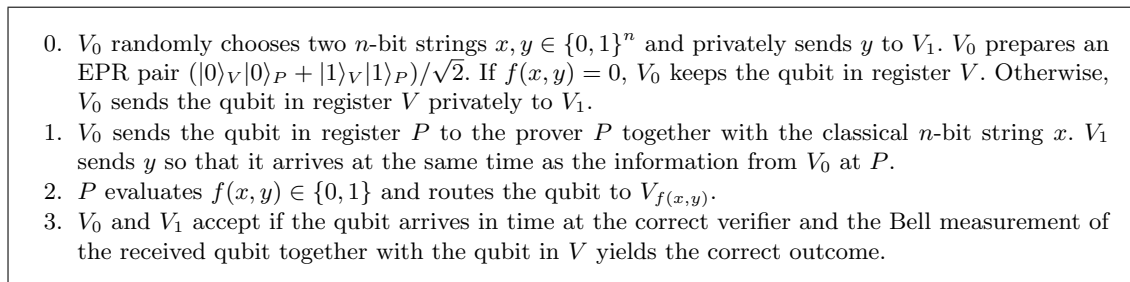 0. V₀ randomly chooses two n-bit strings x, y ∈ {0, 1}ⁿ and privately sends y to V₁. V₀ prepares an
EPR pair (|0⟩_V|0⟩_P + |1⟩_V|1⟩_P)/√2. If f(x, y) = 0, V₀ keeps the qubit in register V. Otherwise,
V₀ sends the qubit in register V privately to V₁.
1. V₀ sends the qubit in register P to the prover P together with the classical n-bit string x. V₁
sends y so that it arrives at the same time as the information from V₀ at P.
2. P evaluates f(x, y) ∈ {0, 1} and routes the qubit to V_{f(x,y)}.
3. V₀ and V₁ accept if the qubit arrives in time at the correct verifier and the Bell measurement of
the received qubit together with the qubit in V yields the correct outcome.